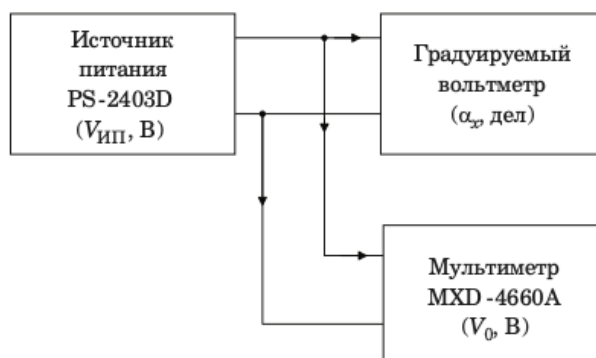 Источник
питания
PS-2403D
(V_ИП, В)
Градуируемый
вольтметр
(α_x, дел)
Мультиметр
MXD-4660A
(V_0, В)